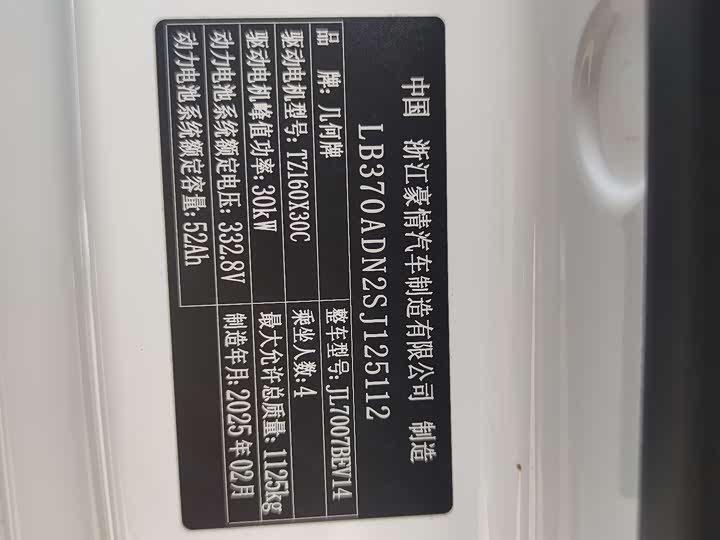 中国 浙江豪情汽车制造有限公司 制造
LB370ADN2SJ125112
品 牌: 几何牌 整车型号: JL7007BEV14
驱动电机型号: TZ160X30C 乘坐人数: 4
驱动电机峰值功率: 30kW 最大允许总质量: 1125kg
动力电池系统额定电压: 332.8V 制造年月: 2025年02月
动力电池系统额定容量: 52Ah